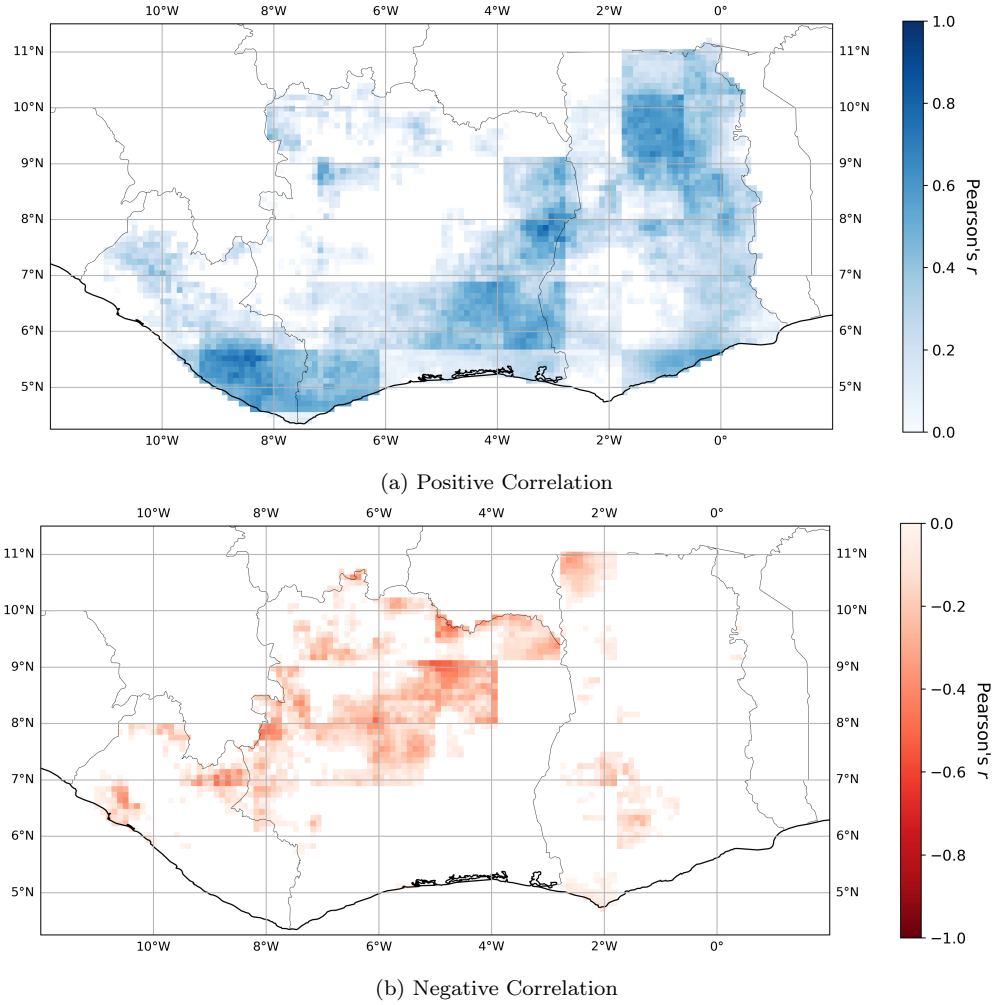 10°W 8°W 6°W 4°W 2°W 0°
11°N 11°N
10°N 10°N
9°N 9°N
8°N 8°N
7°N 7°N
6°N 6°N
5°N 5°N
10°W 8°W 6°W 4°W 2°W 0°
1.0
0.8
0.6
0.4
0.2
0.0
Pearson's r
(a) Positive Correlation
10°W 8°W 6°W 4°W 2°W 0°
11°N 11°N
10°N 10°N
9°N 9°N
8°N 8°N
7°N 7°N
6°N 6°N
5°N 5°N
10°W 8°W 6°W 4°W 2°W 0°
0.0
−0.2
−0.4
−0.6
−0.8
−1.0
Pearson's r
(b) Negative Correlation